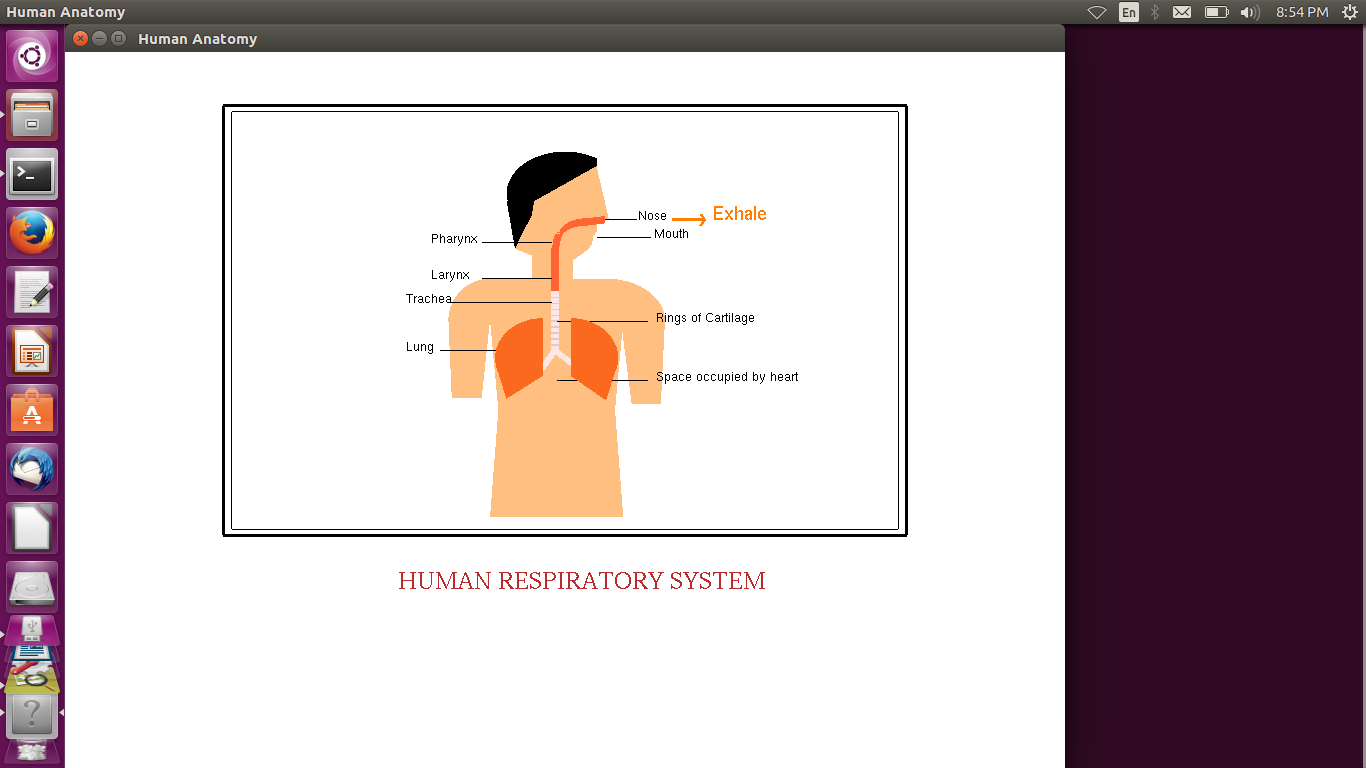 Human Anatomy
En
8:54 PM
Human Anatomy
Nose
Exhale
Mouth
Pharynx
Larynx
Trachea
Rings of Cartilage
Lung
Space occupied by heart
HUMAN RESPIRATORY SYSTEM